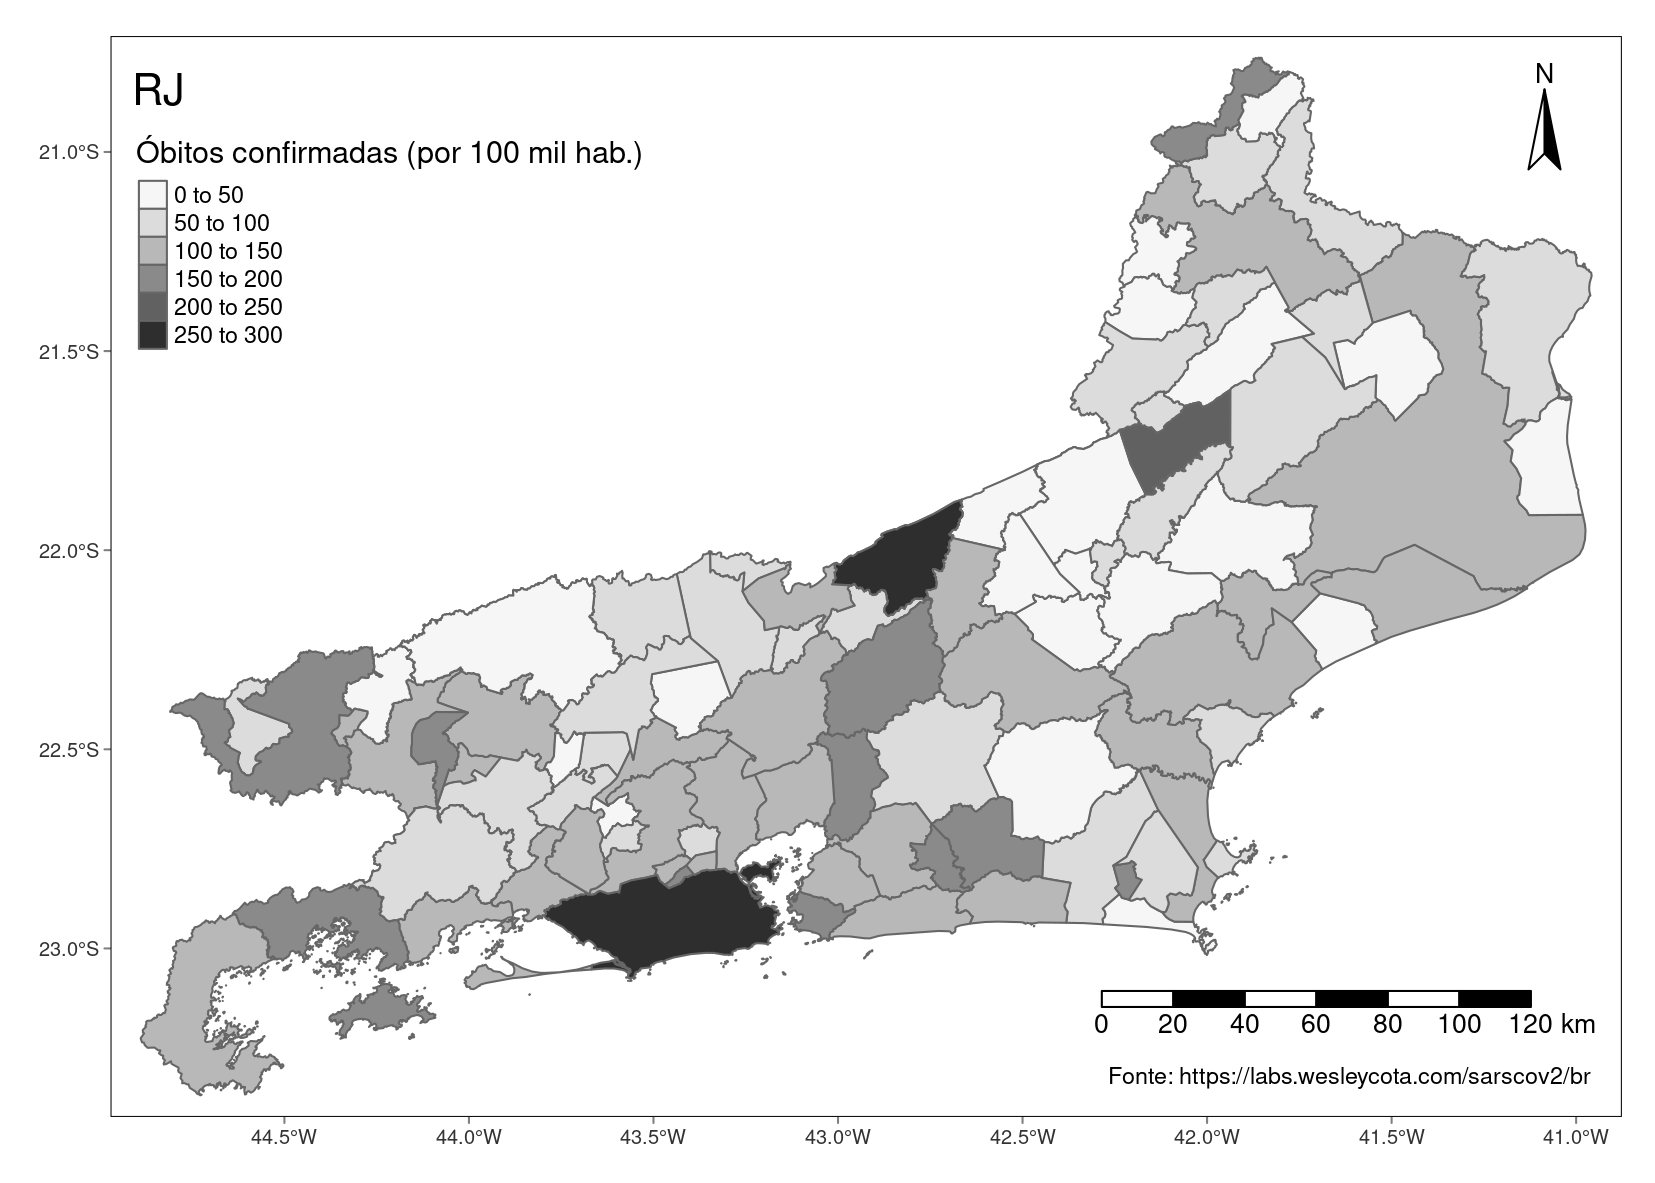 RJ
N
Óbitos confirmadas (por 100 mil hab.)
0 to 50
50 to 100
100 to 150
150 to 200
200 to 250
250 to 300
21.0°S
21.5°S
22.0°S
22.5°S
23.0°S
0 20 40 60 80 100 120 km
Fonte: https://labs.wesleycota.com/sarscov2/br
44.5°W 44.0°W 43.5°W 43.0°W 42.5°W 42.0°W 41.5°W 41.0°W